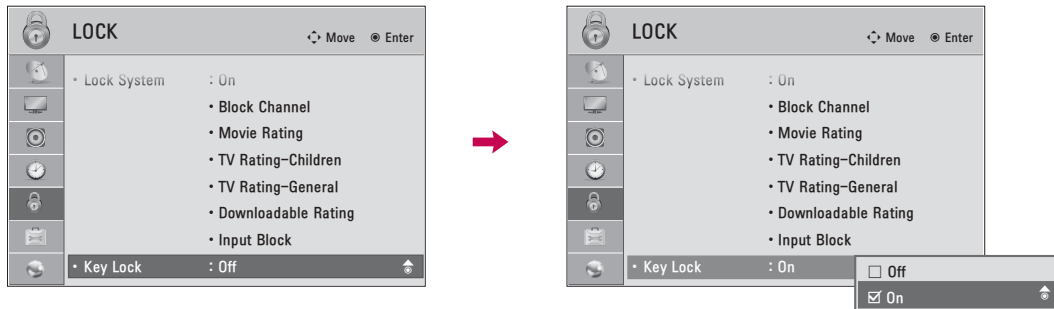 LOCK
Move Enter
• Lock System : On
• Block Channel
• Movie Rating
• TV Rating-Children
• TV Rating-General
• Downloadable Rating
• Input Block
• Key Lock : Off
LOCK
Move Enter
• Lock System : On
• Block Channel
• Movie Rating
• TV Rating-Children
• TV Rating-General
• Downloadable Rating
• Input Block
• Key Lock : On
☐ Off
☑ On